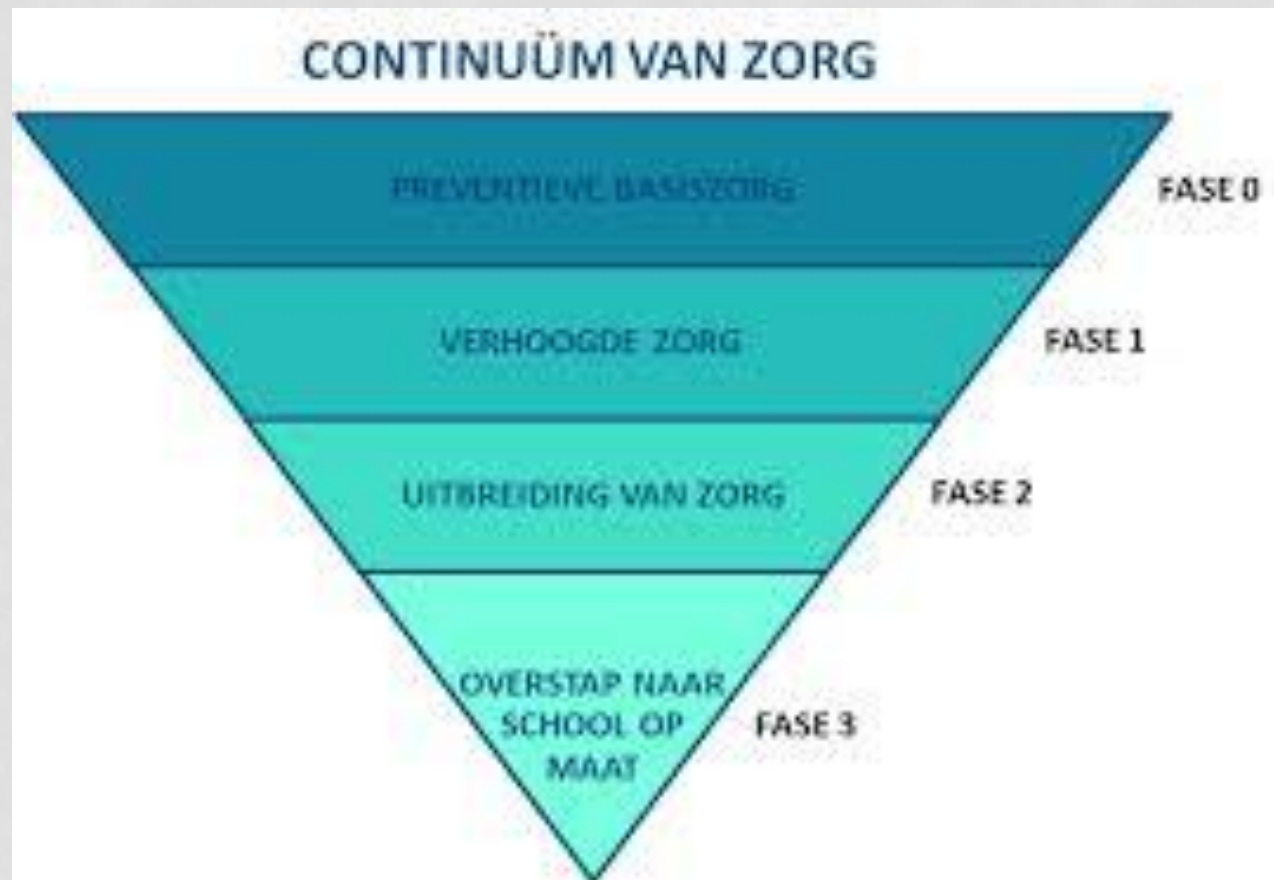 CONTINUÜM VAN ZORG
PREVENTIEVE BASISZORG
FASE 0
VERHOOGDE ZORG
FASE 1
UITBREIDING VAN ZORG
FASE 2
OVERSTAP NAAR
SCHOOL OP
MAAT
FASE 3